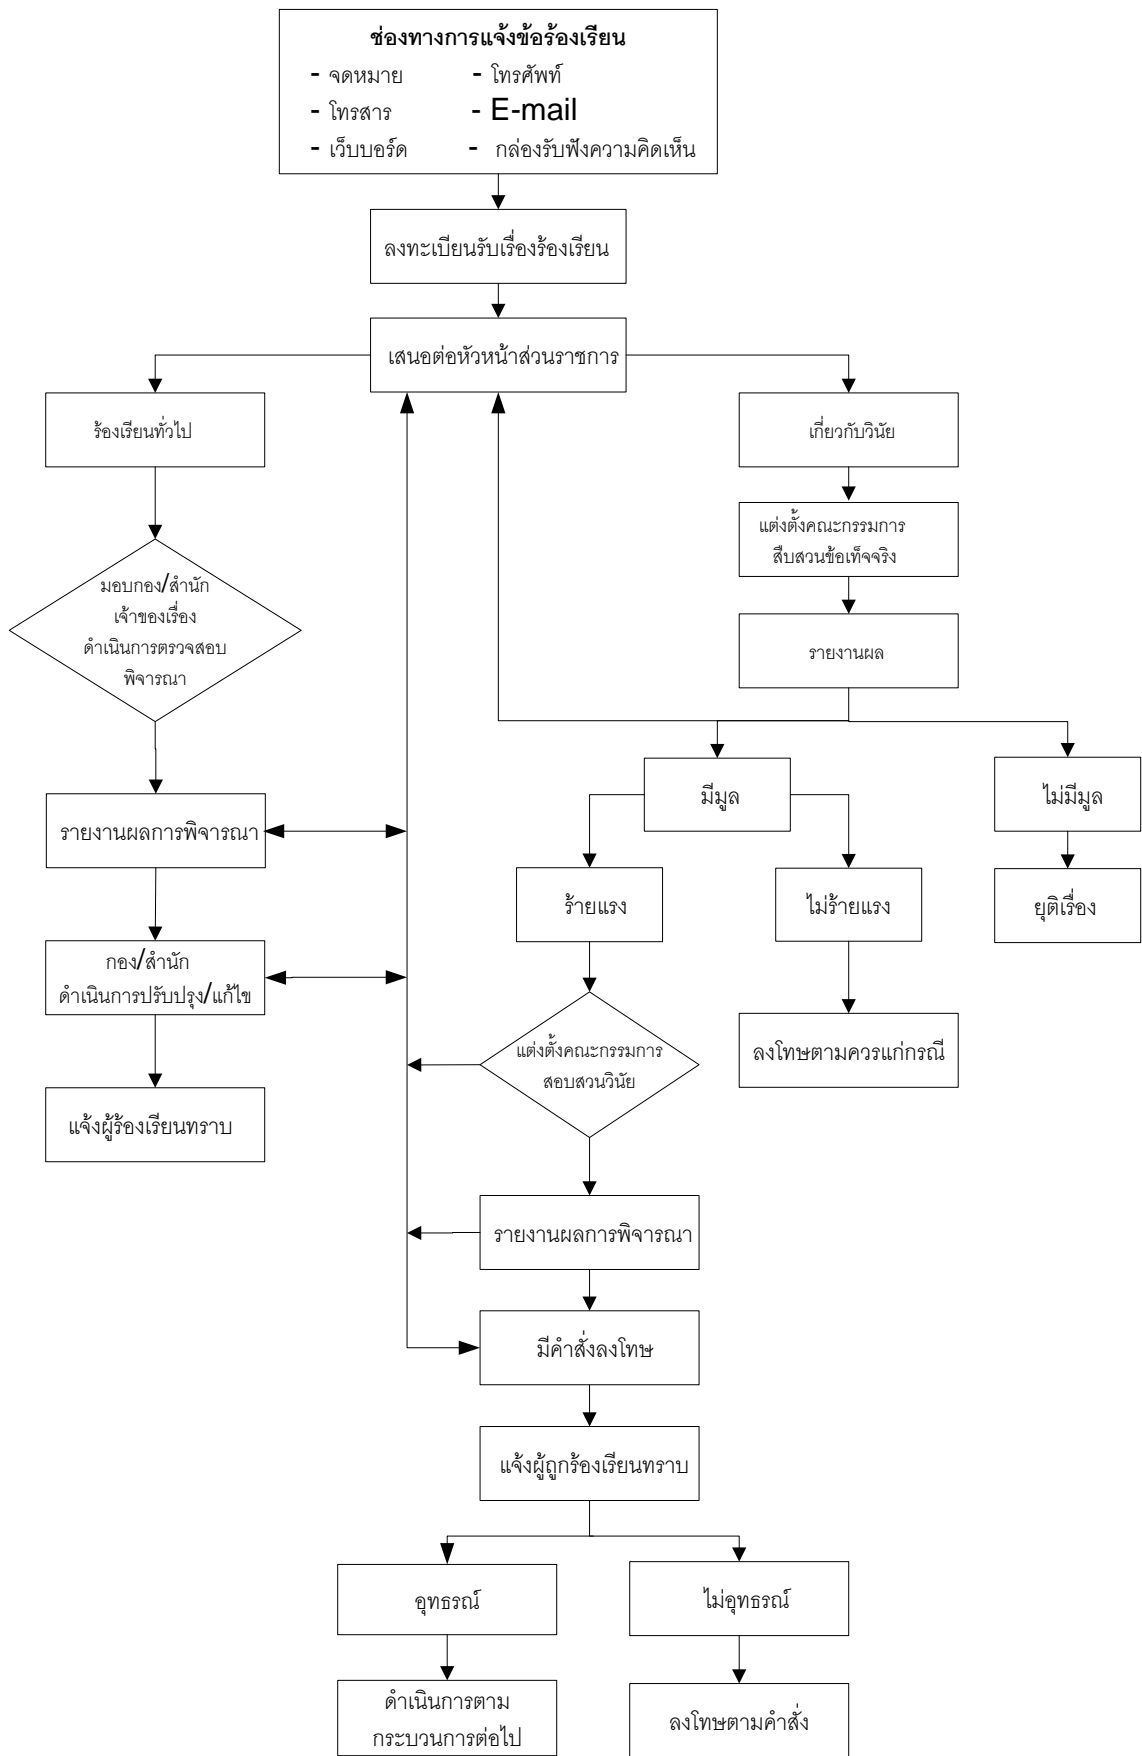 ช่องทางการแจ้งข้อร้องเรียน
- จดหมาย - โทรศัพท์
- โทรสาร - E-mail
- เว็บบอร์ด - กล่องรับฟังความคิดเห็น
ลงทะเบียนรับเรื่องร้องเรียน
เสนอต่อหัวหน้าส่วนราชการ
ร้องเรียนทั่วไป
เกี่ยวกับวินัย
แต่งตั้งคณะกรรมการ
สืบสวนข้อเท็จจริง
มอบกอง/สำนัก
เจ้าของเรื่อง
ดำเนินการตรวจสอบ
พิจารณา
รายงานผล
มีมูล
ไม่มีมูล
รายงานผลการพิจารณา
ร้ายแรง
ไม่ร้ายแรง
ยุติเรื่อง
กอง/สำนัก
ดำเนินการปรับปรุง/แก้ไข
แต่งตั้งคณะกรรมการ
สอบสวนวินัย
ลงโทษตามควรแก่กรณี
แจ้งผู้ร้องเรียนทราบ
รายงานผลการพิจารณา
มีคำสั่งลงโทษ
แจ้งผู้ถูกร้องเรียนทราบ
อุทธรณ์
ไม่อุทธรณ์
ดำเนินการตาม
กระบวนการต่อไป
ลงโทษตามคำสั่ง